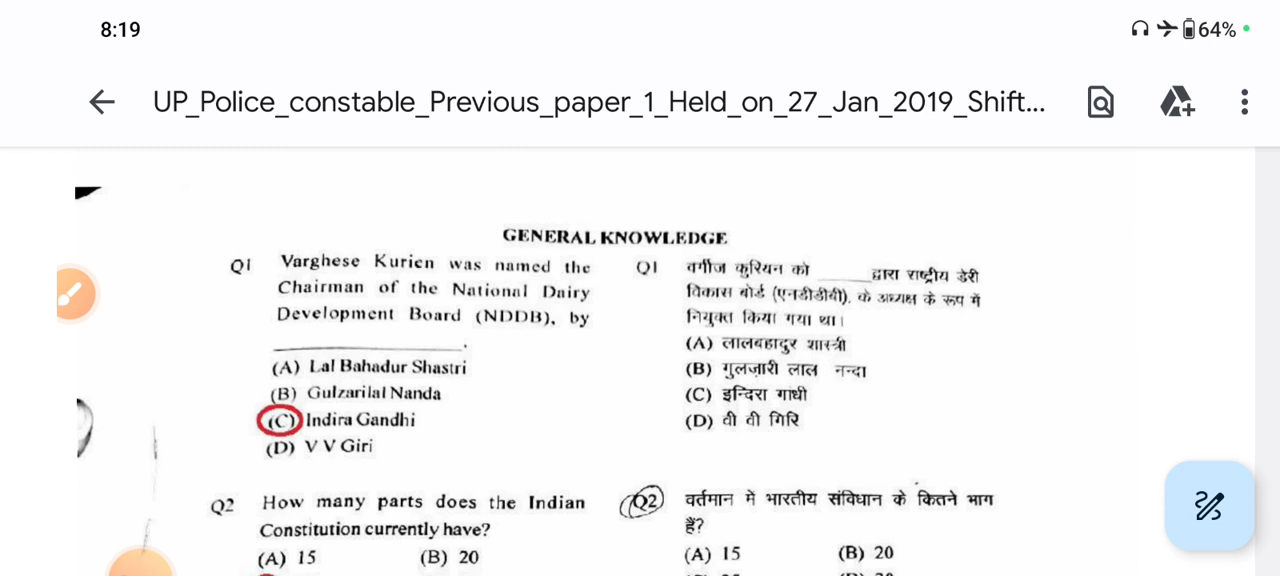 8:19
64%
UP_Police_constable_Previous_paper_1_Held_on_27_Jan_2019_Shift...
GENERAL KNOWLEDGE
Q1 Varghese Kurien was named the
Chairman of the National Dairy
Development Board (NDDB), by
____________.
(A) Lal Bahadur Shastri
(B) Gulzarilal Nanda
(C) Indira Gandhi
(D) V V Giri
Q2 How many parts does the Indian
Constitution currently have?
(A) 15 (B) 20
Q1 वर्गीज कुरियन को ______द्वारा राष्ट्रीय डेरी
विकास बोर्ड (एनडीडीबी), के अध्यक्ष के रूप में
नियुक्त किया गया था।
(A) लालबहादुर शास्त्री
(B) गुलज़ारी लाल नन्दा
(C) इन्दिरा गांधी
(D) वी वी गिरि
Q2 वर्तमान में भारतीय संविधान के कितने भाग
हैं?
(A) 15 (B) 20